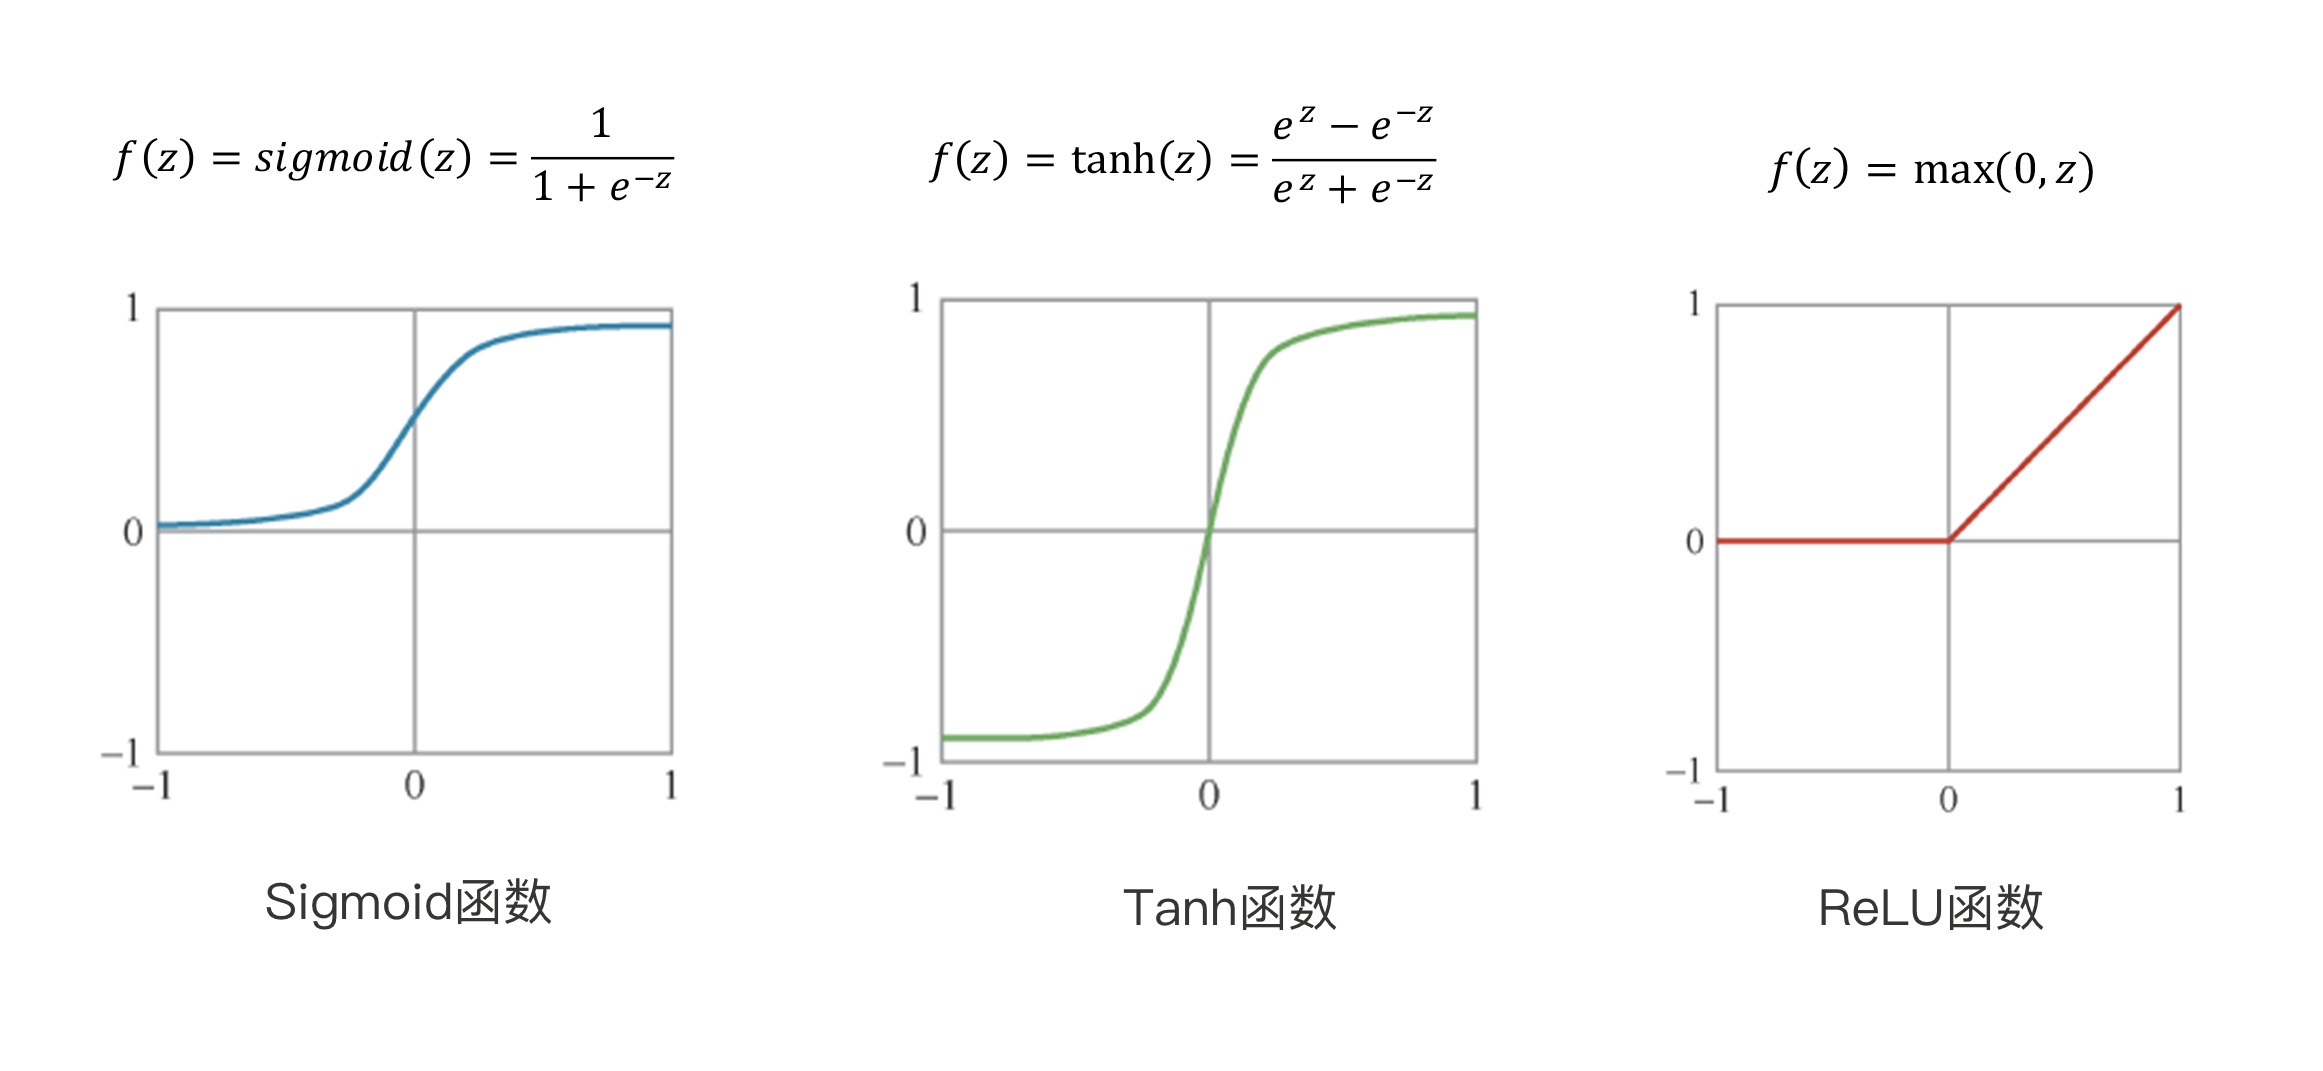 f(z) = sigmoid(z) = 1 / (1 + e^{-z})
f(z) = tanh(z) = (e^z − e^{-z}) / (e^z + e^{-z})
f(z) = max(0, z)
1
0
−1
−1 0 1
1
0
−1
−1 0 1
1
0
−1
−1 0 1
Sigmoid函数
Tanh函数
ReLU函数